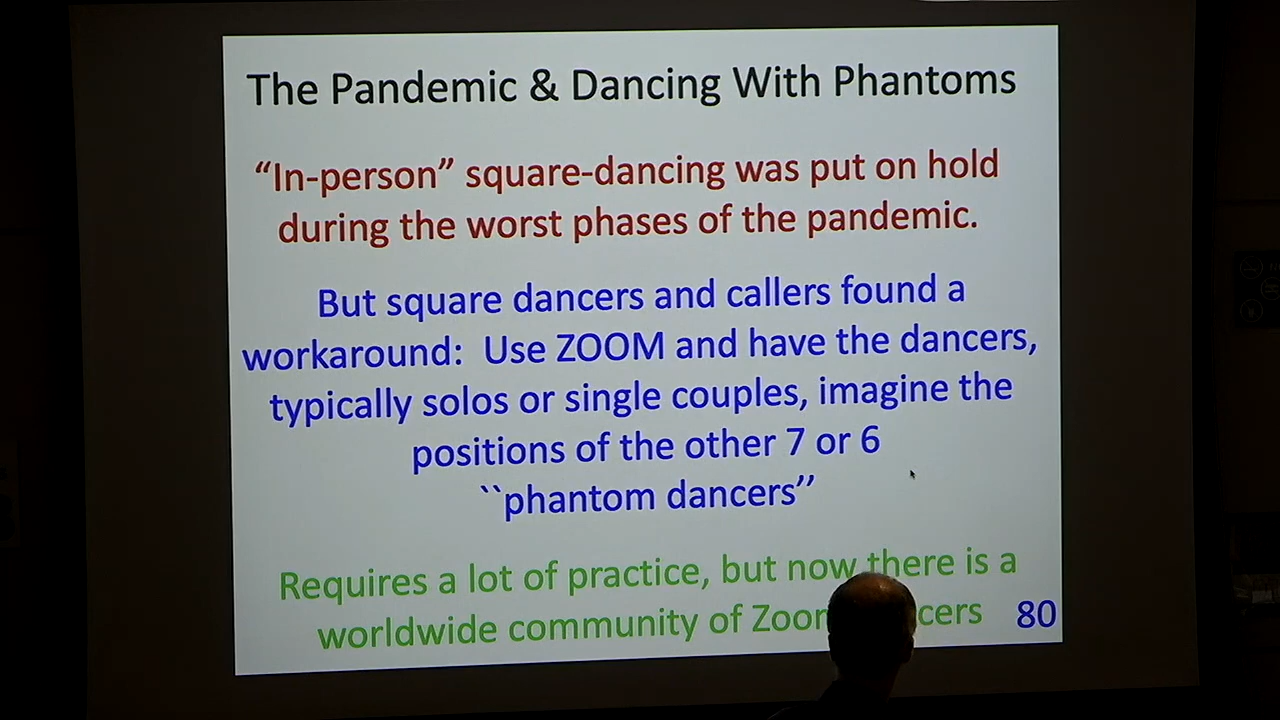 The Pandemic & Dancing With Phantoms
“In-person” square-dancing was put on hold
during the worst phases of the pandemic.
But square dancers and callers found a
workaround: Use ZOOM and have the dancers,
typically solos or single couples, imagine the
positions of the other 7 or 6
``phantom dancers’’
Requires a lot of practice, but now there is a
worldwide community of
80